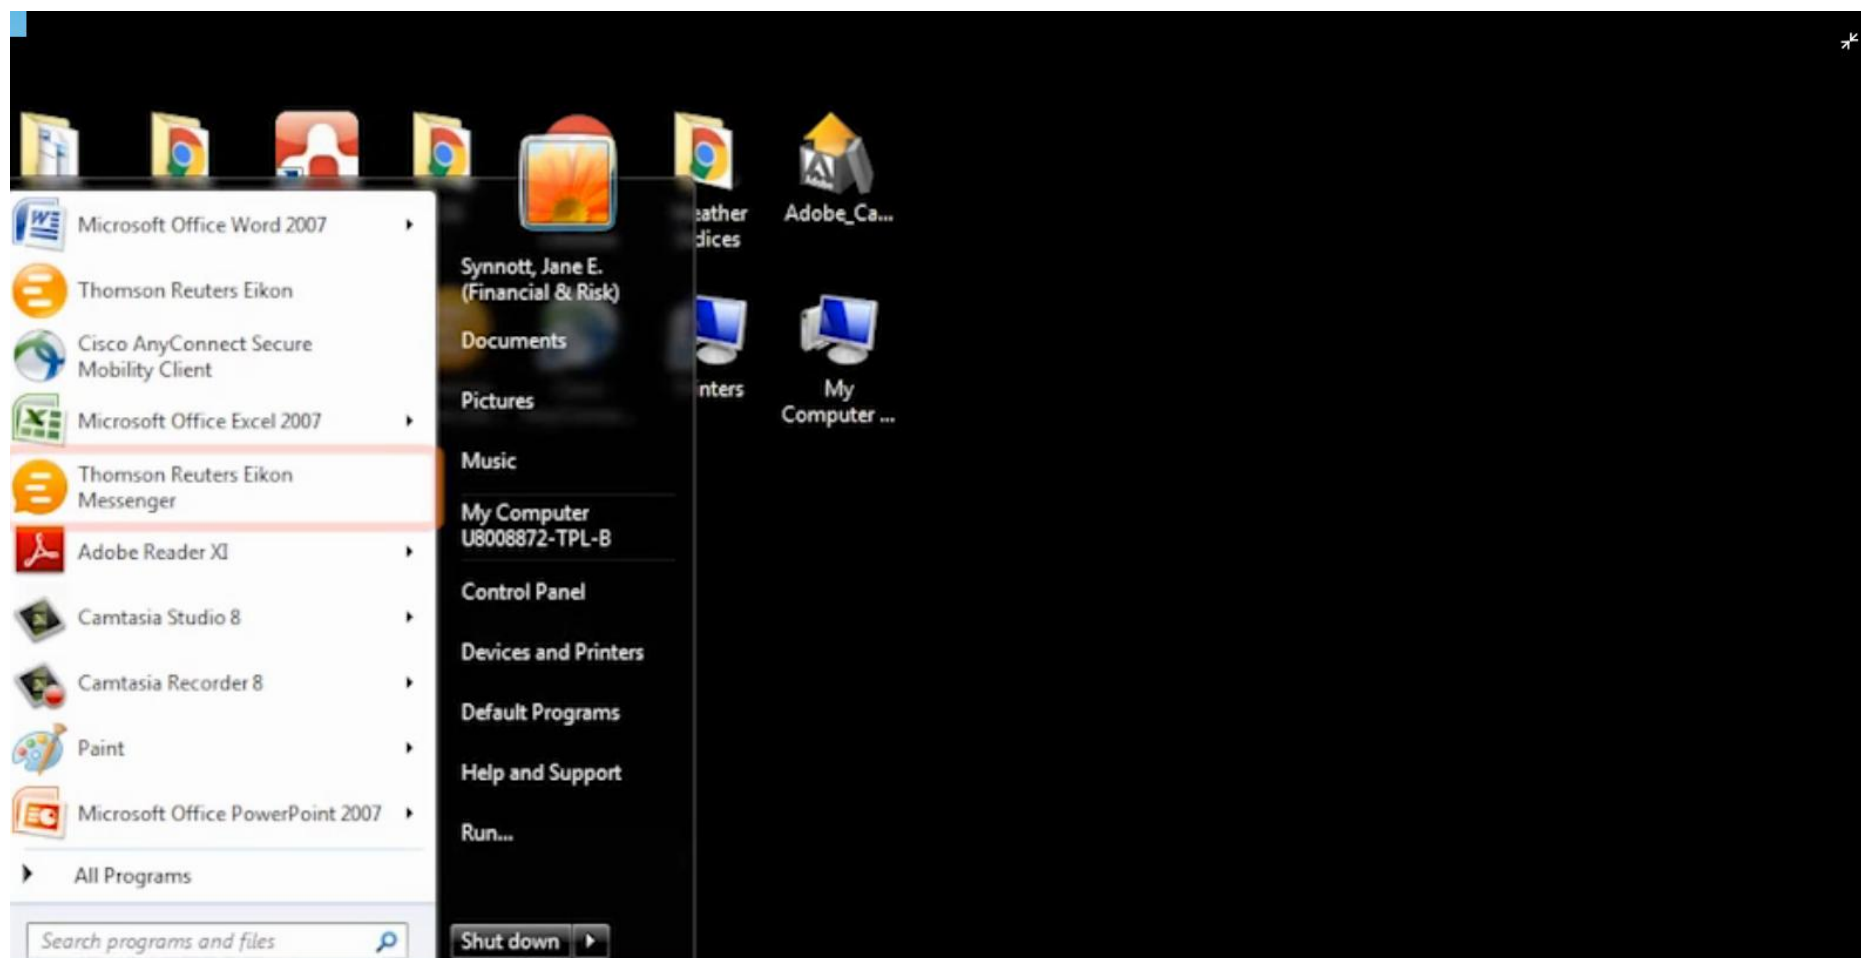 Microsoft Office Word 2007
Thomson Reuters Eikon
Cisco AnyConnect Secure
Mobility Client
Microsoft Office Excel 2007
Thomson Reuters Eikon
Messenger
Adobe Reader XI
Camtasia Studio 8
Camtasia Recorder 8
Paint
Microsoft Office PowerPoint 2007
All Programs
Search programs and files
Synnott, Jane E.
(Financial & Risk)
Documents
Pictures
Music
My Computer
U8008872-TPL-B
Control Panel
Devices and Printers
Default Programs
Help and Support
Run...
Shut down
eather
dices
Adobe_Ca...
nters
My
Computer ...